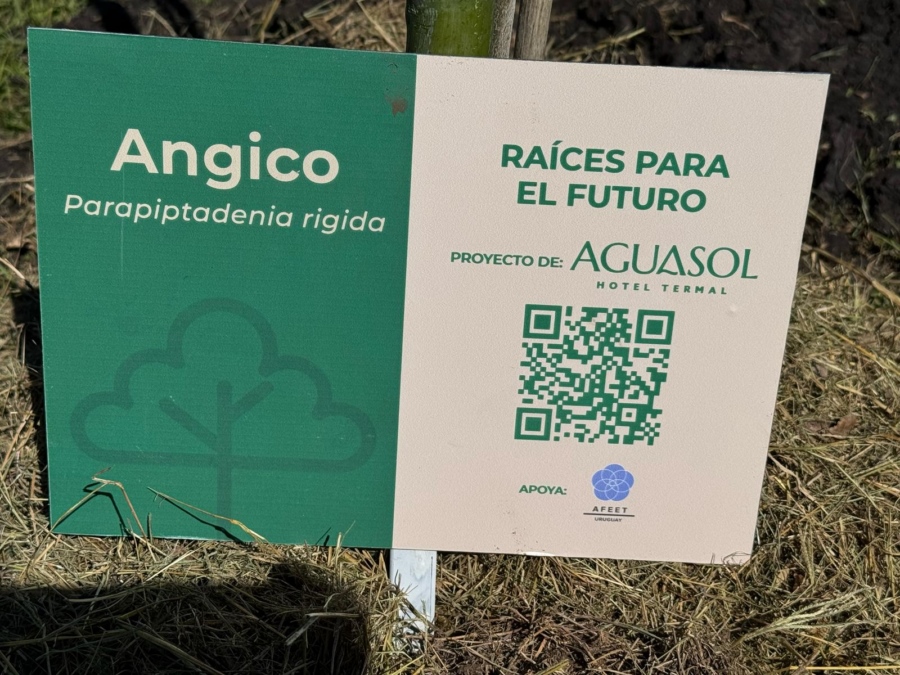 Angico
Parapiptadenia rigida
RAÍCES PARA
EL FUTURO
PROYECTO DE: AGUASOL
HOTEL TERMAL
APOYA:
AFEET
URUGUAY